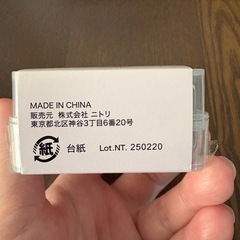 MADE IN CHINA
販売元 株式会社 ニトリ
東京都北区神谷3丁目6番20号
紙 台紙 Lot.NT. 250220